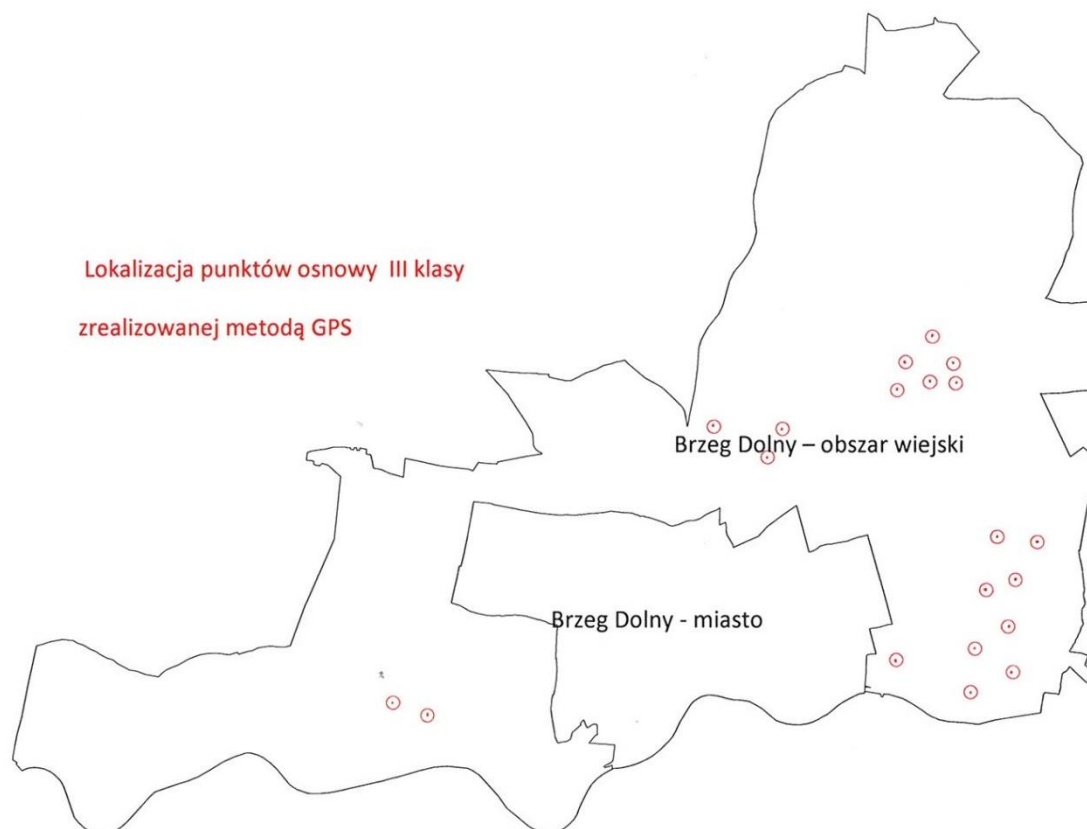 Lokalizacja punktów osnowy III klasy
zrealizowanej metodą GPS
Brzeg Dolny – obszar wiejski
Brzeg Dolny - miasto